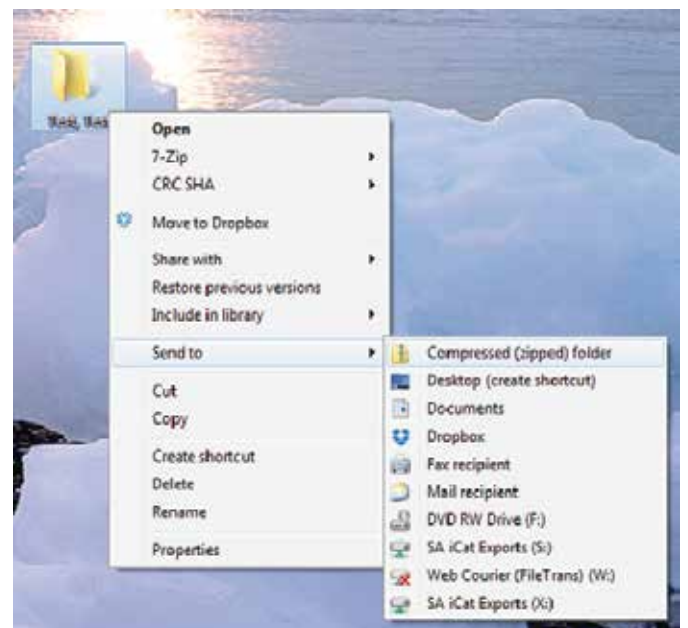 Open
7-Zip
CRC SHA
Move to Dropbox
Share with
Restore previous versions
Include in library
Send to
Cut
Copy
Create shortcut
Delete
Rename
Properties
Compressed (zipped) folder
Desktop (create shortcut)
Documents
Dropbox
Fax recipient
Mail recipient
DVD RW Drive (F:)
SA iCat Exports (S:)
Web Courier (FileTrans) (W:)
SA iCat Exports (X:)